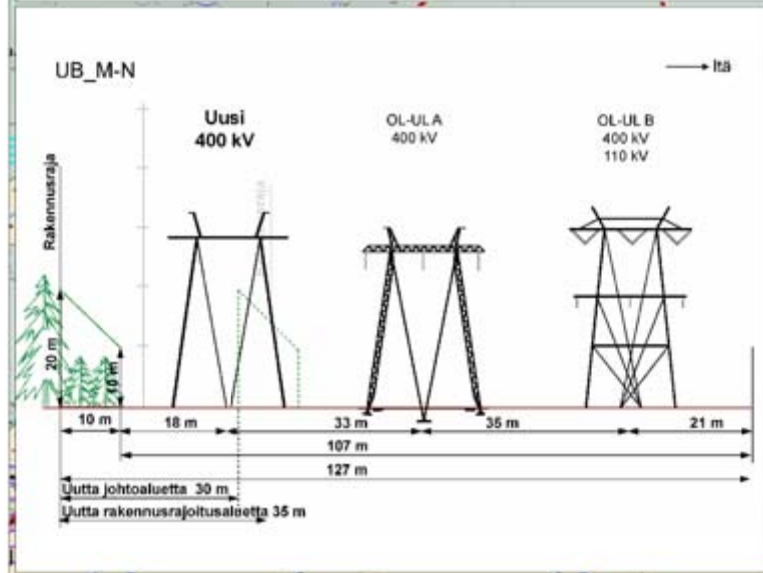 UB_M-N
Itä
Uusi
400 kV
OL-UL A
400 kV
OL-UL B
400 kV
110 kV
Rakennusraja
20 m
10 m
10 m
18 m
33 m
35 m
21 m
107 m
127 m
Uutta johtoaluetta 30 m
Uutta rakennusrajoitusaluetta 35 m